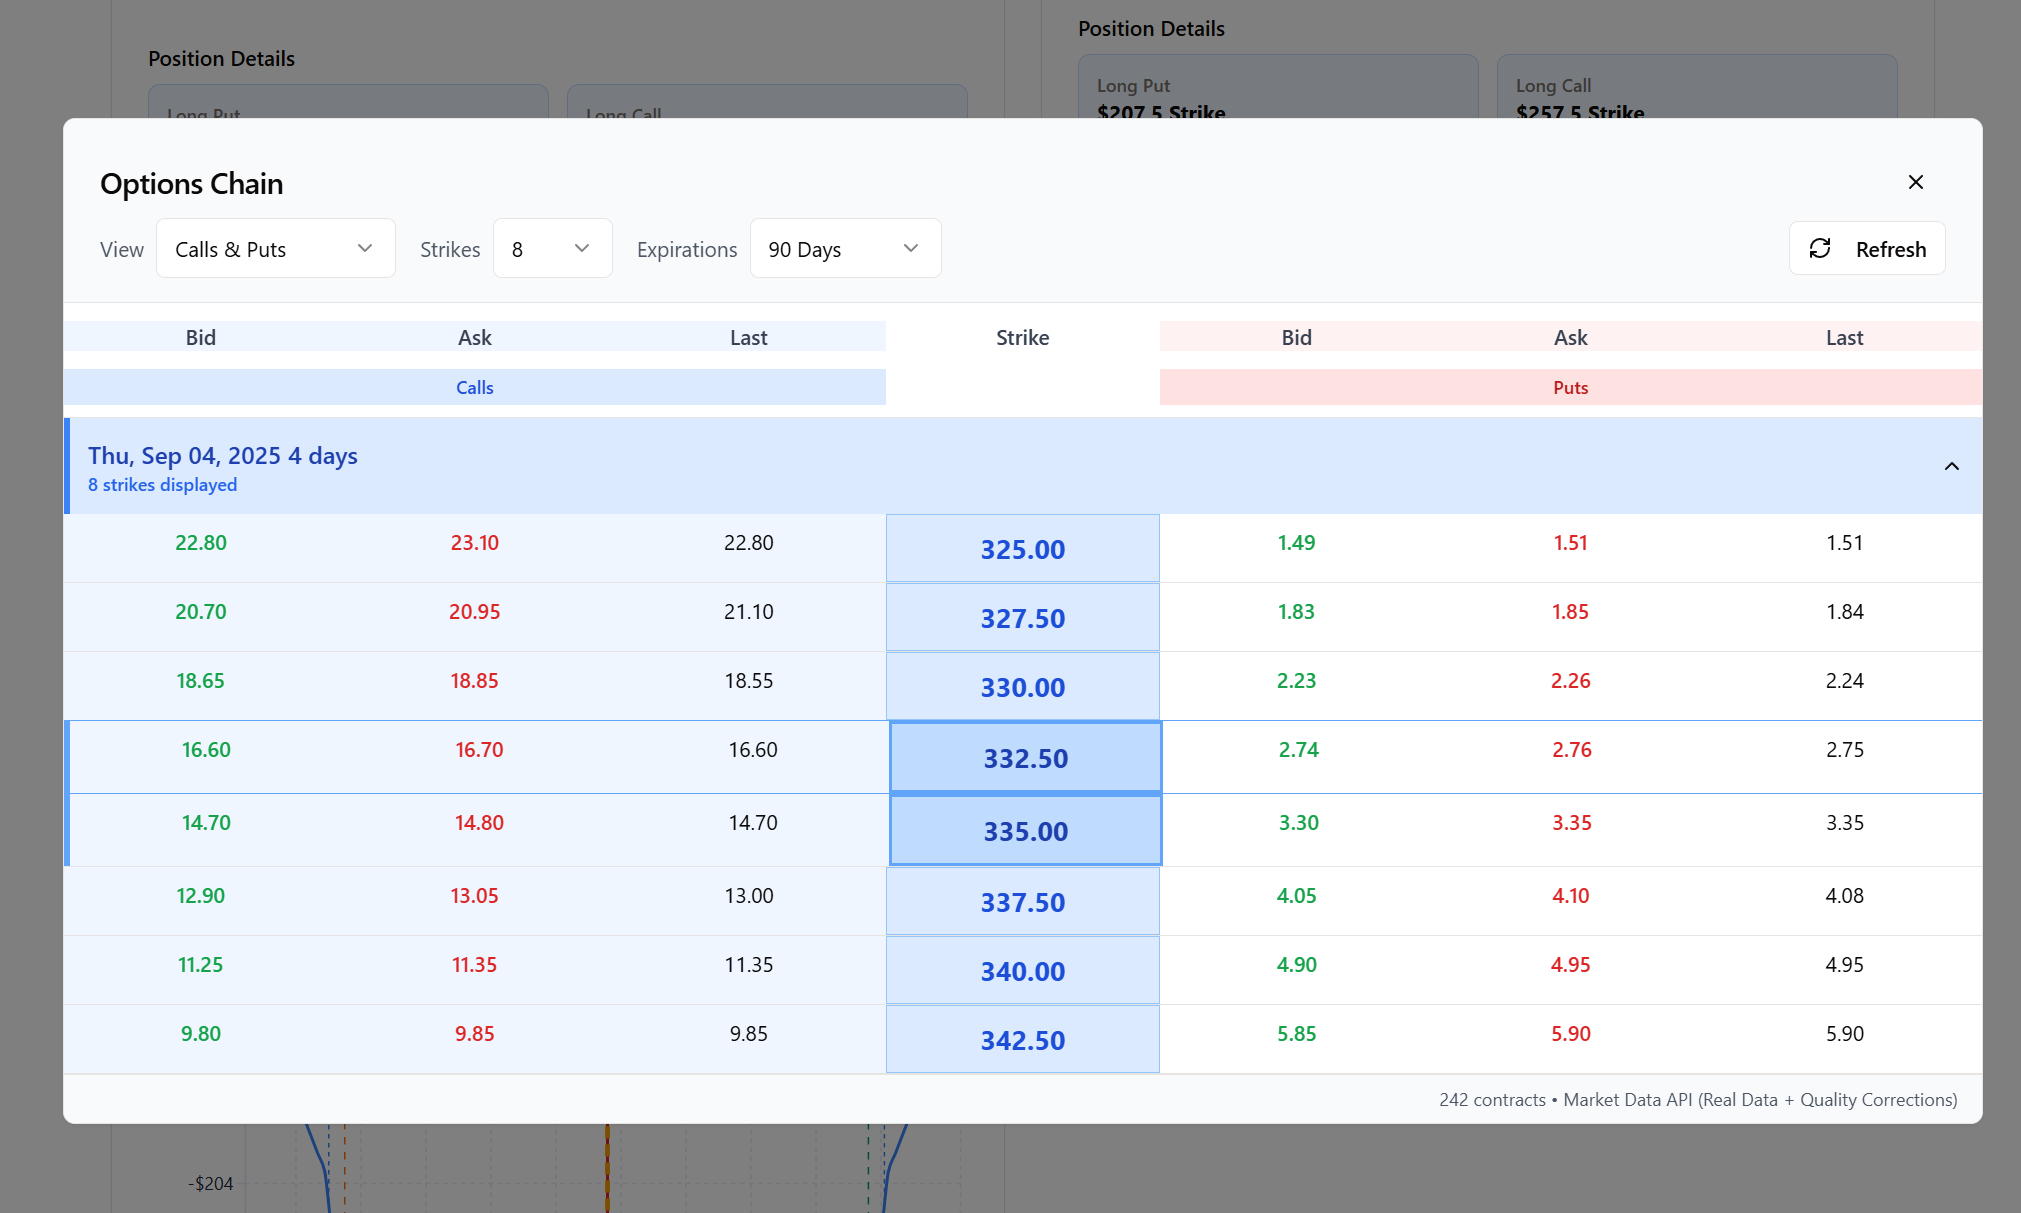 Position Details
Position Details
Long Put
Long Call
Long Put
Long Call
$207.5 Strike
$257.5 Strike
Options Chain
View Calls & Puts Strikes 8 Expirations 90 Days Refresh
Bid Ask Last Strike Bid Ask Last
Calls Puts
Thu, Sep 04, 2025 4 days
8 strikes displayed
22.80 23.10 22.80 325.00 1.49 1.51 1.51
20.70 20.95 21.10 327.50 1.83 1.85 1.84
18.65 18.85 18.55 330.00 2.23 2.26 2.24
16.60 16.70 16.60 332.50 2.74 2.76 2.75
14.70 14.80 14.70 335.00 3.30 3.35 3.35
12.90 13.05 13.00 337.50 4.05 4.10 4.08
11.25 11.35 11.35 340.00 4.90 4.95 4.95
9.80 9.85 9.85 342.50 5.85 5.90 5.90
242 contracts • Market Data API (Real Data + Quality Corrections)
-$204